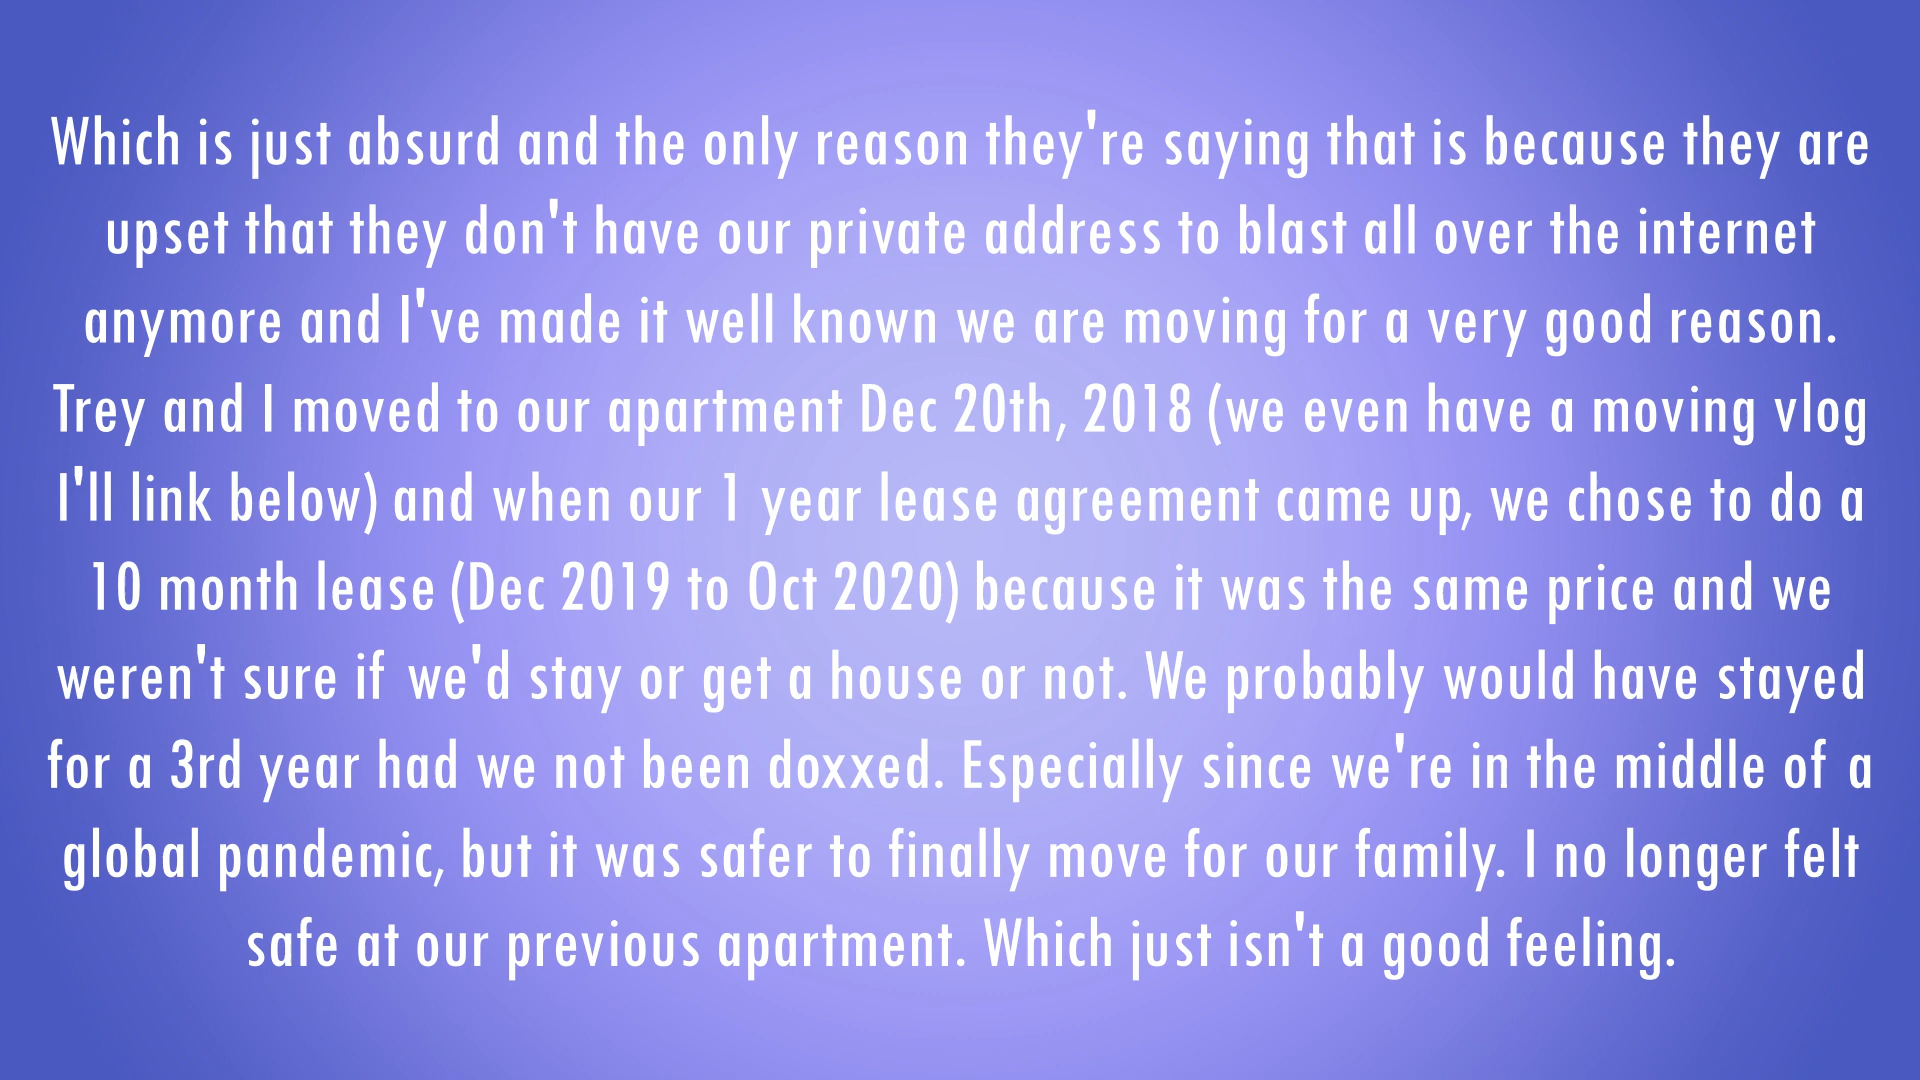 Which is just absurd and the only reason they're saying that is because they are
upset that they don't have our private address to blast all over the internet
anymore and I've made it well known we are moving for a very good reason.
Trey and I moved to our apartment Dec 20th, 2018 (we even have a moving vlog
I'll link below) and when our 1 year lease agreement came up, we chose to do a
10 month lease (Dec 2019 to Oct 2020) because it was the same price and we
weren't sure if we'd stay or get a house or not. We probably would have stayed
for a 3rd year had we not been doxxed. Especially since we're in the middle of a
global pandemic, but it was safer to finally move for our family. I no longer felt
safe at our previous apartment. Which just isn't a good feeling.